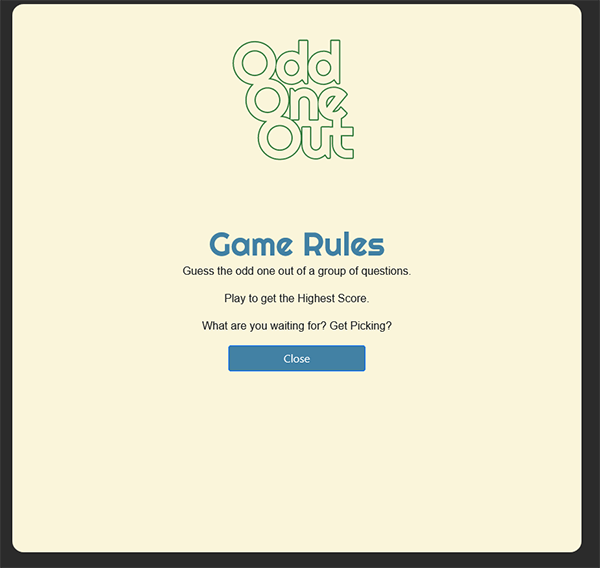 Odd
One
Out
Game Rules
Guess the odd one out of a group of questions.
Play to get the Highest Score.
What are you waiting for? Get Picking?
Close